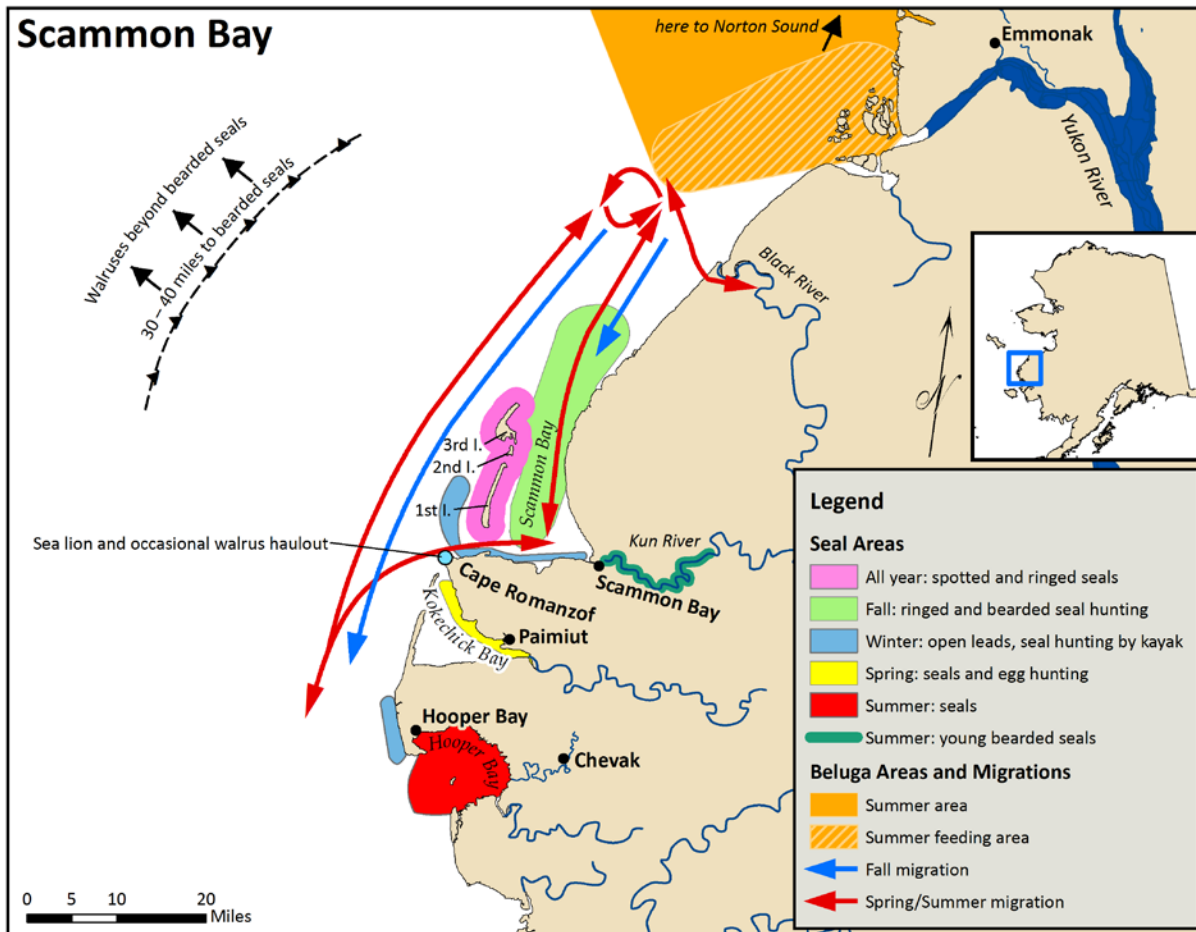 Scammon Bay
here to Norton Sound
Emmonak
Yukon River
Walruses beyond bearded seals
30 – 40 miles to bearded seals
Black River
3rd I.
2nd I.
1st I.
Scammon Bay
Sea lion and occasional walrus haulout
Kun River
Scammon Bay
Cape Romanzof
Kokechick Bay
Paimiut
Hooper Bay
Hooper Bay
Chevak
0 5 10 20
Miles
Legend
Seal Areas
All year: spotted and ringed seals
Fall: ringed and bearded seal hunting
Winter: open leads, seal hunting by kayak
Spring: seals and egg hunting
Summer: seals
Summer: young bearded seals
Beluga Areas and Migrations
Summer area
Summer feeding area
Fall migration
Spring/Summer migration